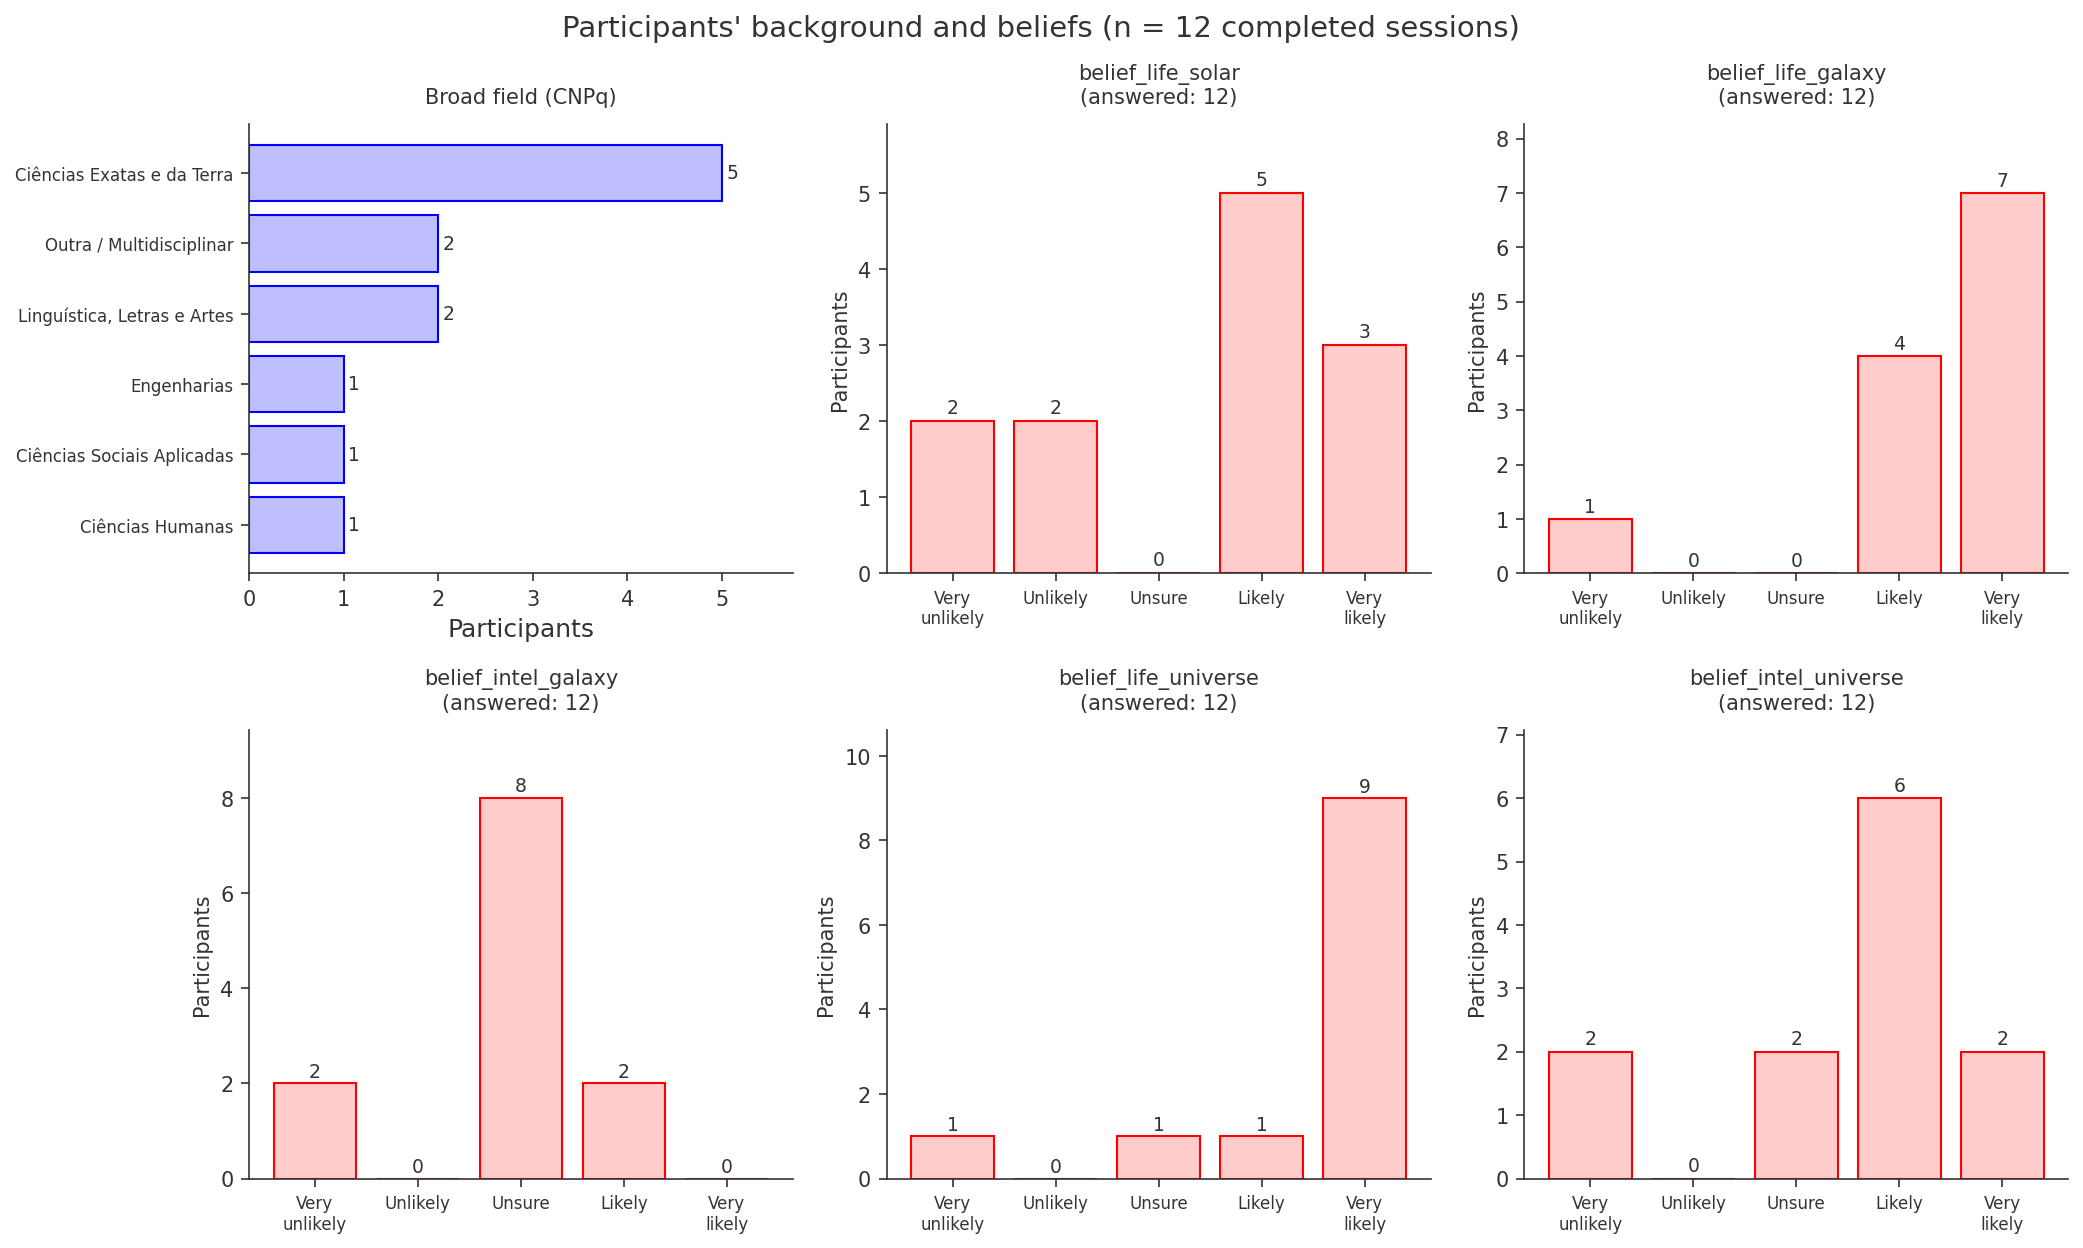 Participants' background and beliefs (n = 12 completed sessions)
Broad field (CNPq)
Ciências Exatas e da Terra
5
Outra / Multidisciplinar
2
Linguística, Letras e Artes
2
Engenharias
1
Ciências Sociais Aplicadas
1
Ciências Humanas
1
0 1 2 3 4 5
Participants
belief_life_solar
(answered: 12)
Participants
5
4
3
2
1
0
2 2 0 5 3
Very unlikely Unlikely Unsure Likely Very likely
belief_life_galaxy
(answered: 12)
Participants
8
7
6
5
4
3
2
1
0
1 0 0 4 7
Very unlikely Unlikely Unsure Likely Very likely
belief_intel_galaxy
(answered: 12)
Participants
8
6
4
2
0
2 0 8 2 0
Very unlikely Unlikely Unsure Likely Very likely
belief_life_universe
(answered: 12)
Participants
10
8
6
4
2
0
1 0 1 1 9
Very unlikely Unlikely Unsure Likely Very likely
belief_intel_universe
(answered: 12)
Participants
7
6
5
4
3
2
1
0
2 0 2 6 2
Very unlikely Unlikely Unsure Likely Very likely